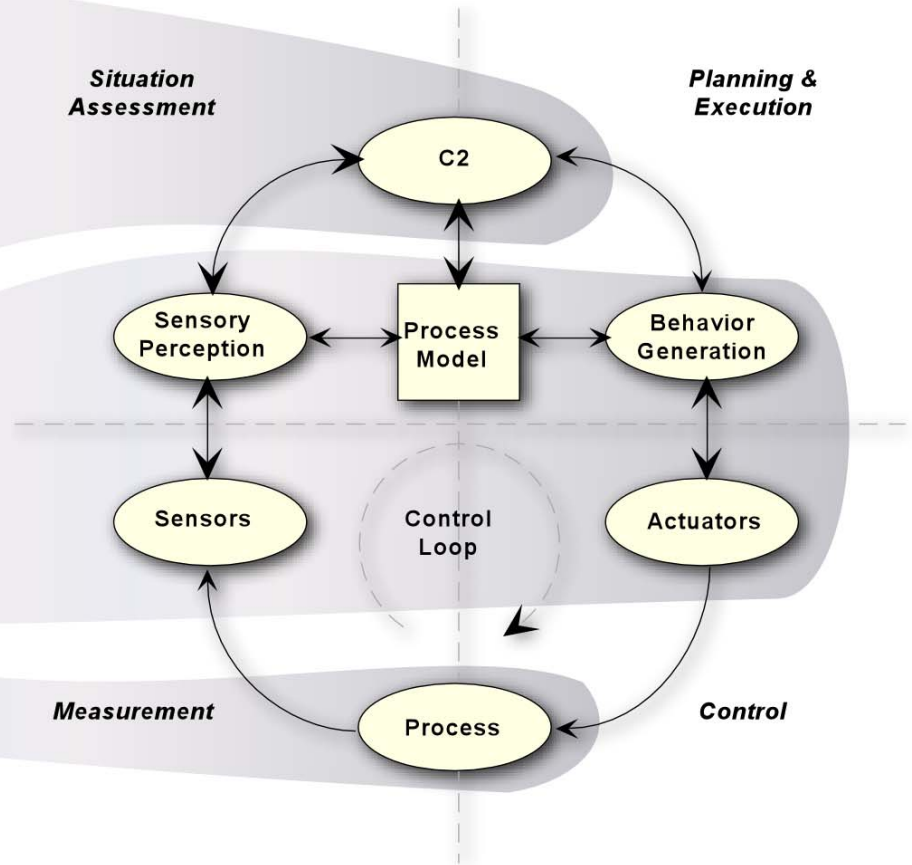 Situation
Assessment
Planning &
Execution
C2
Sensory
Perception
Process
Model
Behavior
Generation
Sensors
Control
Loop
Actuators
Measurement
Process
Control